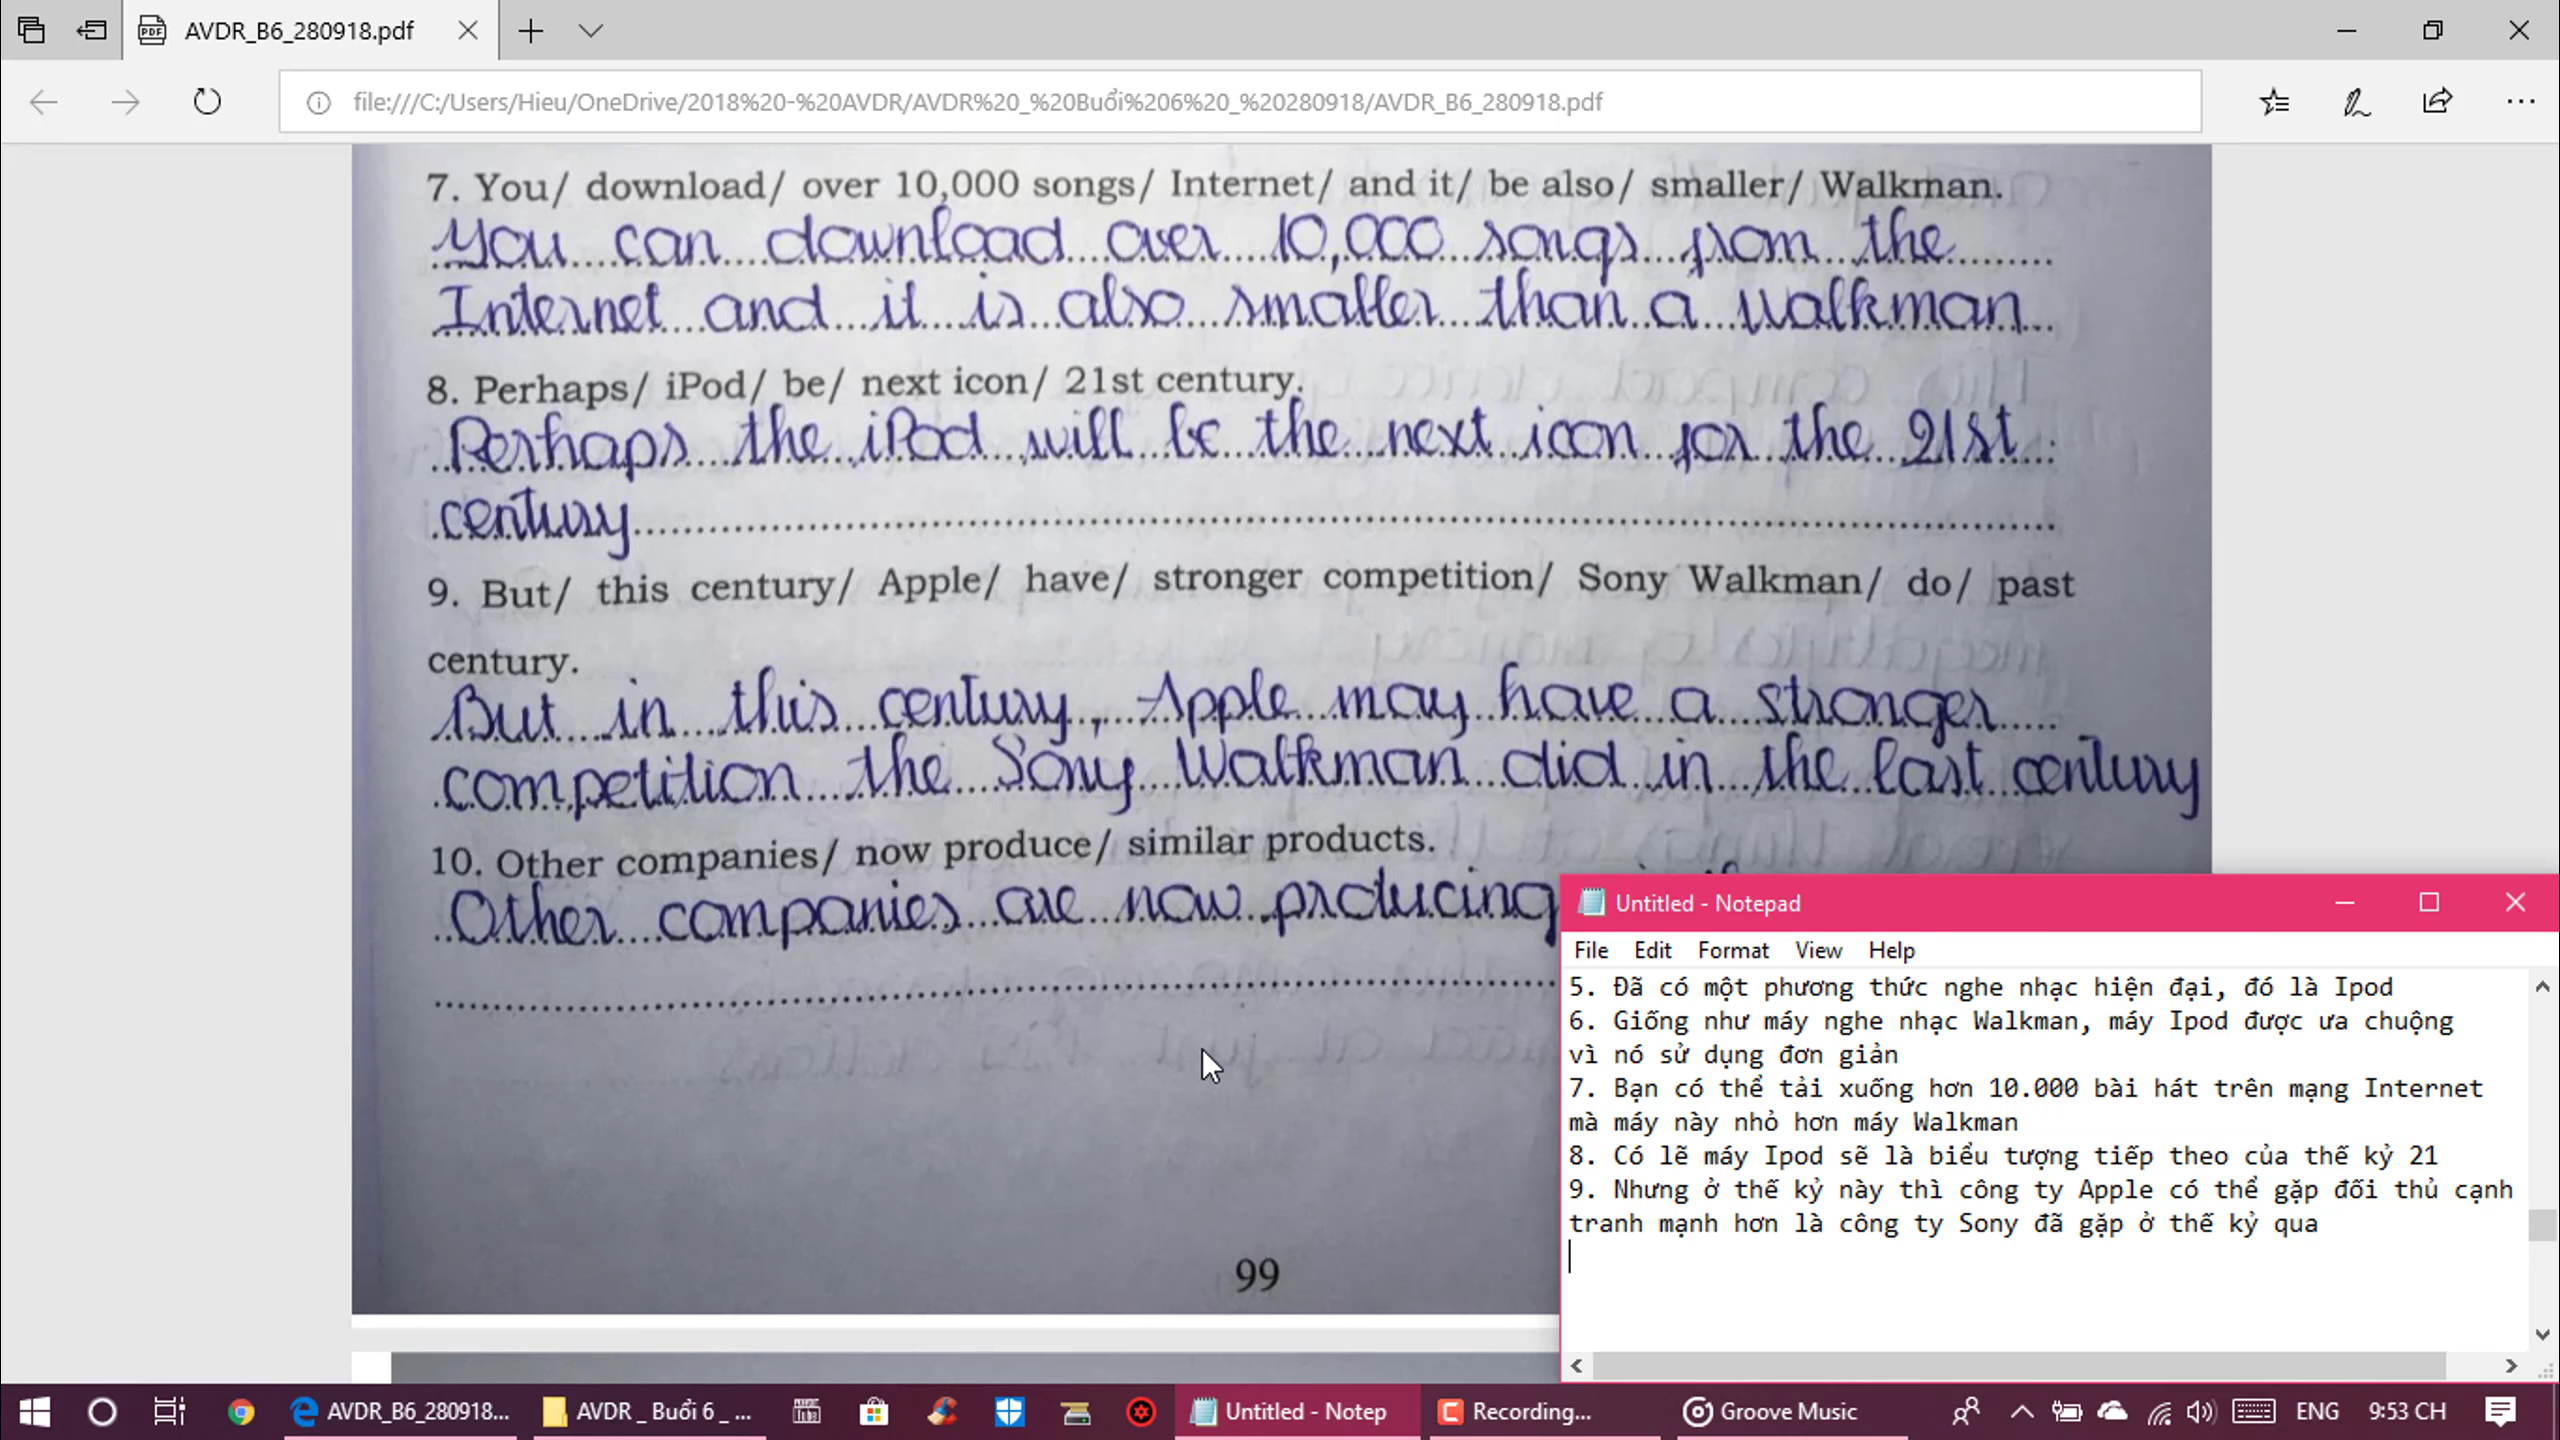 AVDR_B6_280918.pdf
file:///C:/Users/Hieu/OneDrive/2018%20-%20AVDR/AVDR%20_%20Buổi%206%20_%20280918/AVDR_B6_280918.pdf
7. You/ download/ over 10,000 songs/ Internet/ and it/ be also/ smaller/ Walkman.
You can download over 10,000 songs from the
Internet and it is also smaller than a Walkman
8. Perhaps/ iPod/ be/ next icon/ 21st century.
Perhaps the iPod will be the next icon for the 21st
century
9. But/ this century/ Apple/ have/ stronger competition/ Sony Walkman/ do/ past
century.
But in this century, Apple may have a stronger
competition the Sony Walkman did in the last century
10. Other companies/ now produce/ similar products.
Other companies are now producing
99
Untitled - Notepad
File Edit Format View Help
5. Đã có một phương thức nghe nhạc hiện đại, đó là Ipod
6. Giống như máy nghe nhạc Walkman, máy Ipod được ưa chuộng
vì nó sử dụng đơn giản
7. Bạn có thể tải xuống hơn 10.000 bài hát trên mạng Internet
mà máy này nhỏ hơn máy Walkman
8. Có lẽ máy Ipod sẽ là biểu tượng tiếp theo của thế kỷ 21
9. Nhưng ở thế kỷ này thì công ty Apple có thể gặp đối thủ cạnh
tranh mạnh hơn là công ty Sony đã gặp ở thế kỷ qua
AVDR_B6_280918... AVDR _ Buổi 6 _ ... Untitled - Notep Recording... Groove Music ENG 9:53 CH